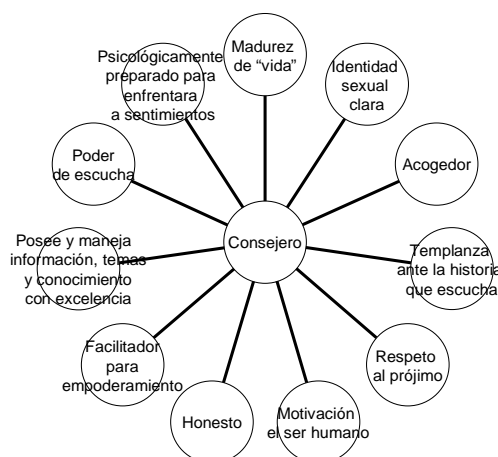 Madurez
de “vida”
Identidad
sexual
clara
Acogedor
Templanza
ante la historia
que escucha
Respeto
al prójimo
Motivación
el ser humano
Honesto
Facilitador
para
empoderamiento
Posee y maneja
información, temas
y conocimiento
con excelencia
Poder
de escucha
Psicológicamente
preparado para
enfrentara
a sentimientos
Consejero